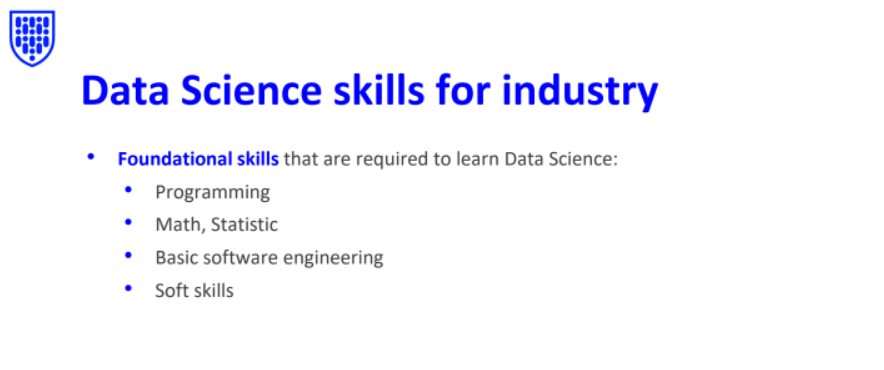 Data Science skills for industry
• Foundational skills that are required to learn Data Science:
• Programming
• Math, Statistic
• Basic software engineering
• Soft skills